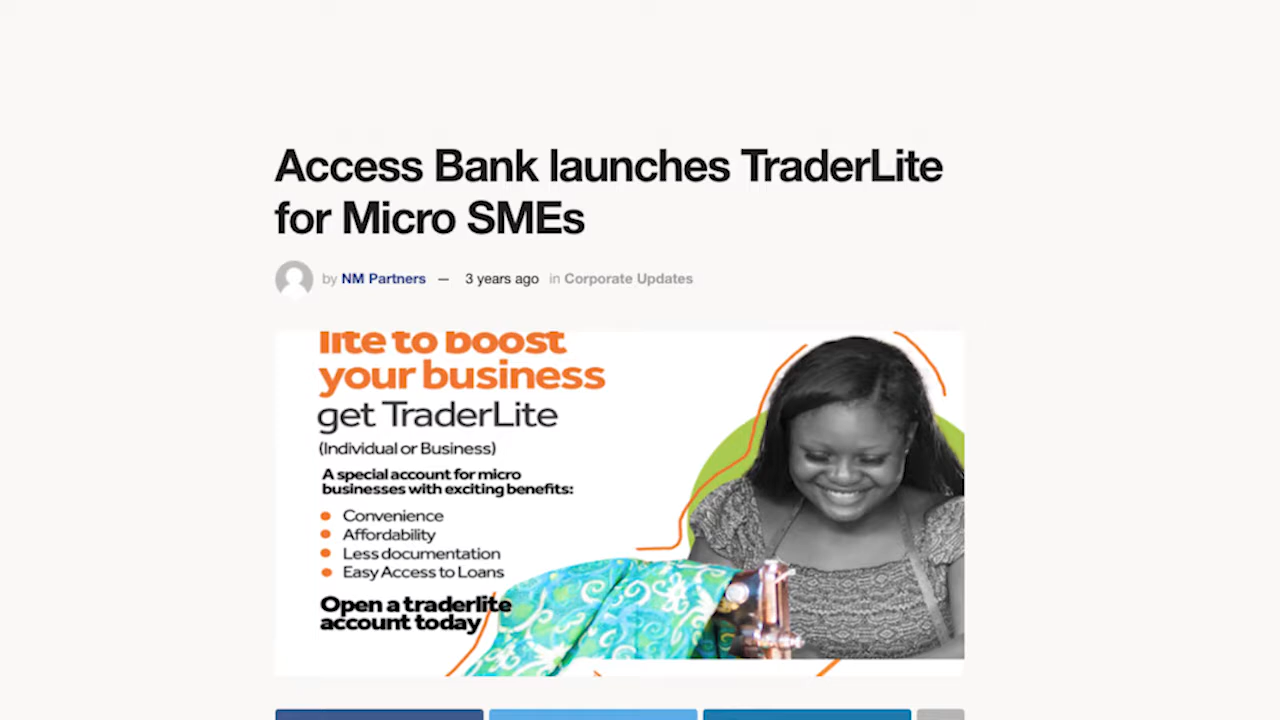 Access Bank launches TraderLite
for Micro SMEs
by NM Partners — 3 years ago in Corporate Updates
lite to boost
your business
get TraderLite
(Individual or Business)
A special account for micro
businesses with exciting benefits:
Convenience
Affordability
Less documentation
Easy Access to Loans
Open a traderlite
account today